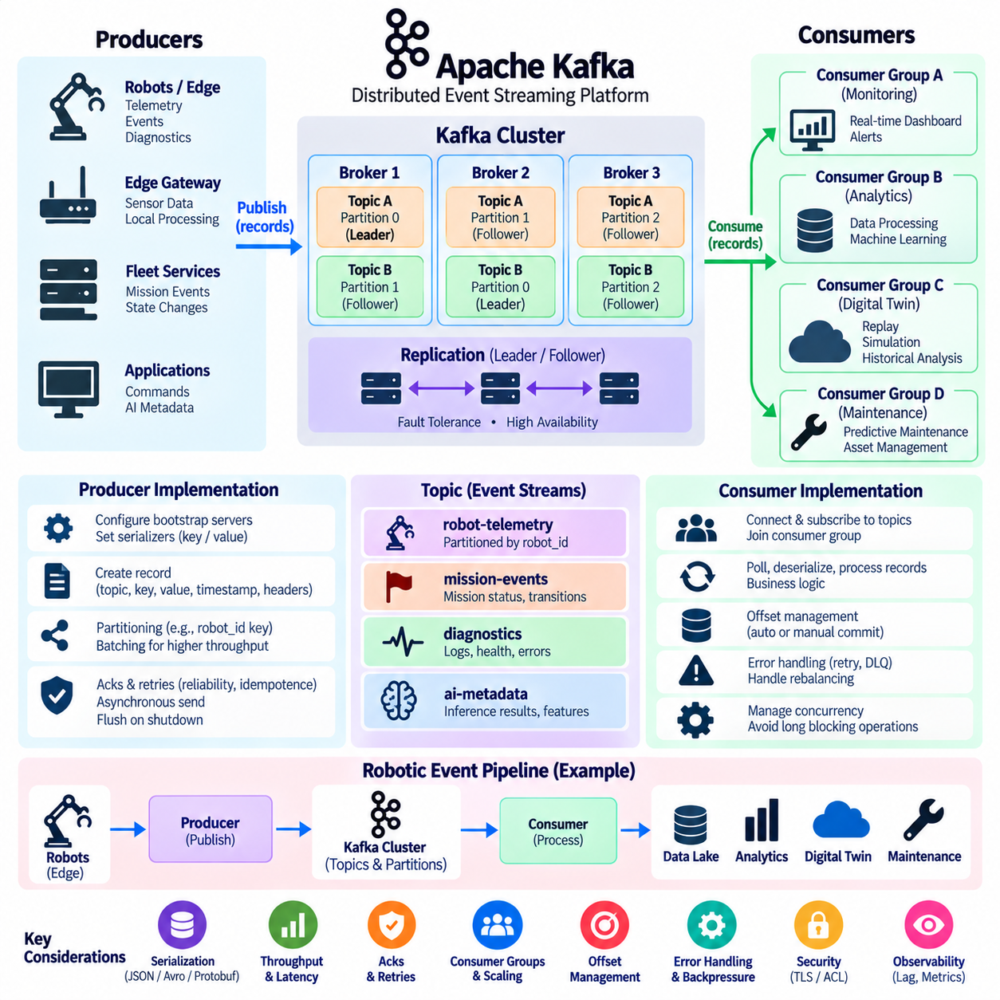 Producers
Robots / Edge
Telemetry
Events
Diagnostics
Edge Gateway
Sensor Data
Local Processing
Fleet Services
Mission Events
State Changes
Applications
Commands
AI Metadata
Publish
(records)
Apache Kafka
Distributed Event Streaming Platform
Kafka Cluster
Broker 1
Topic A
Partition 0
(Leader)
Topic B
Partition 1
(Follower)
Broker 2
Topic A
Partition 1
(Follower)
Topic B
Partition 0
(Leader)
Broker 3
Topic A
Partition 2
(Follower)
Topic B
Partition 2
(Follower)
Replication (Leader / Follower)
Fault Tolerance • High Availability
Consume
(records)
Consumers
Consumer Group A
(Monitoring)
Real-time Dashboard
Alerts
Consumer Group B
(Analytics)
Data Processing
Machine Learning
Consumer Group C
(Digital Twin)
Replay
Simulation
Historical Analysis
Consumer Group D
(Maintenance)
Predictive Maintenance
Asset Management
Producer Implementation
Configure bootstrap servers
Set serializers (key / value)
Create record
(topic, key, value, timestamp, headers)
Partitioning (e.g., robot_id key)
Batching for higher throughput
Acks & retries (reliability, idempotence)
Asynchronous send
Flush on shutdown
Topic (Event Streams)
robot-telemetry
Partitioned by robot_id
mission-events
Mission status, transitions
diagnostics
Logs, health, errors
ai-metadata
Inference results, features
Consumer Implementation
Connect & subscribe to topics
Join consumer group
Poll, deserialize, process records
Business logic
Offset management
(auto or manual commit)
Error handling (retry, DLQ)
Handle rebalancing
Manage concurrency
Avoid long blocking operations
Robotic Event Pipeline (Example)
Robots
(Edge)
Producer
(Publish)
Kafka Cluster
(Topics & Partitions)
Consumer
(Process)
Data Lake
Analytics
Digital Twin
Maintenance
Key
Considerations
Serialization
(JSON / Avro / Protobuf)
Throughput
& Latency
Acks
& Retries
Consumer Groups
& Scaling
Offset
Management
Error Handling
& Backpressure
Security
(TLS / ACL)
Observability
(Lag, Metrics)